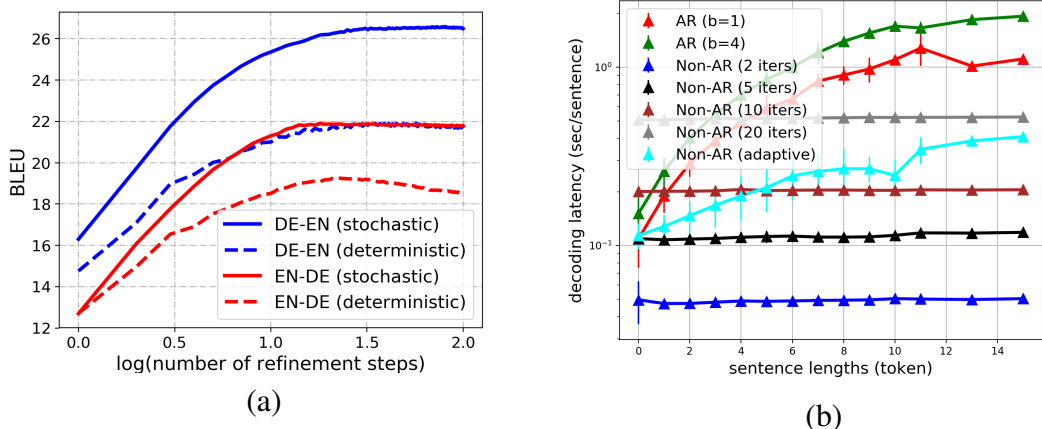 BLEU
26
24
22
20
18
16
14
12
0.0 0.5 1.0 1.5 2.0
log(number of refinement steps)
DE-EN (stochastic)
DE-EN (deterministic)
EN-DE (stochastic)
EN-DE (deterministic)
(a)
decoding latency (sec/sentence)
10⁰
10⁻¹
AR (b=1)
AR (b=4)
Non-AR (2 iters)
Non-AR (5 iters)
Non-AR (10 iters)
Non-AR (20 iters)
Non-AR (adaptive)
0 2 4 6 8 10 12 14
sentence lengths (token)
(b)